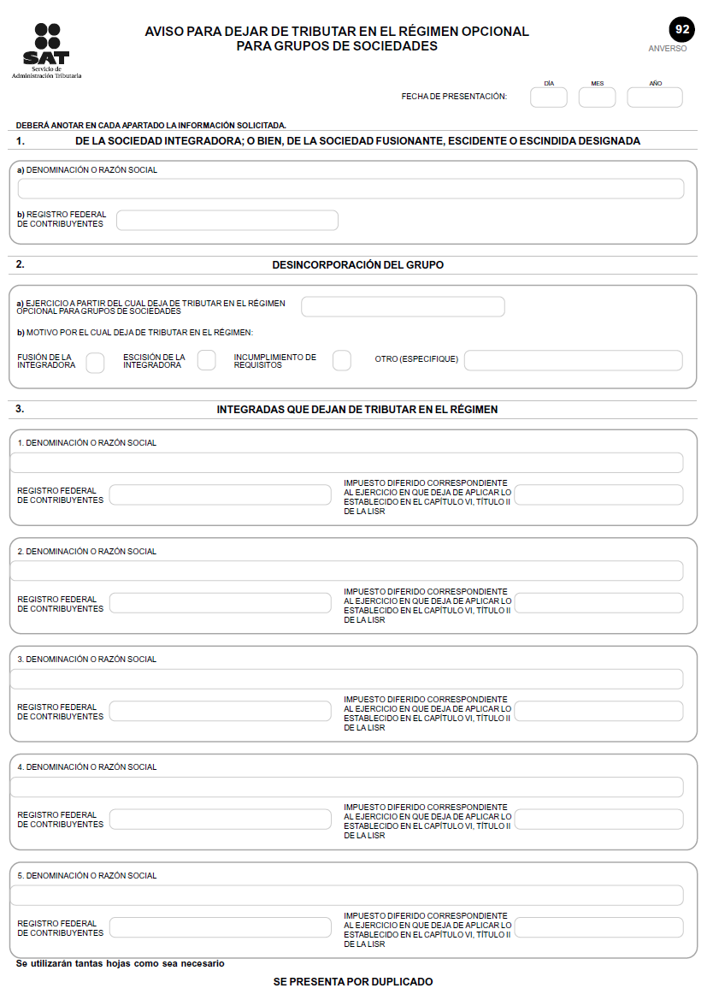 SAT
Servicio de
Administración Tributaria
AVISO PARA DEJAR DE TRIBUTAR EN EL RÉGIMEN OPCIONAL
PARA GRUPOS DE SOCIEDADES
92
ANVERSO
DÍA MES AÑO
FECHA DE PRESENTACIÓN:
DEBERÁ ANOTAR EN CADA APARTADO LA INFORMACIÓN SOLICITADA.
1. DE LA SOCIEDAD INTEGRADORA; O BIEN, DE LA SOCIEDAD FUSIONANTE, ESCIDENTE O ESCINDIDA DESIGNADA
a) DENOMINACIÓN O RAZÓN SOCIAL
b) REGISTRO FEDERAL
DE CONTRIBUYENTES
2. DESINCORPORACIÓN DEL GRUPO
a) EJERCICIO A PARTIR DEL CUAL DEJA DE TRIBUTAR EN EL RÉGIMEN
OPCIONAL PARA GRUPOS DE SOCIEDADES
b) MOTIVO POR EL CUAL DEJA DE TRIBUTAR EN EL RÉGIMEN:
FUSIÓN DE LA
INTEGRADORA
ESCISIÓN DE LA
INTEGRADORA
INCUMPLIMIENTO DE
REQUISITOS
OTRO (ESPECIFIQUE)
3. INTEGRADAS QUE DEJAN DE TRIBUTAR EN EL RÉGIMEN
1. DENOMINACIÓN O RAZÓN SOCIAL
REGISTRO FEDERAL
DE CONTRIBUYENTES
IMPUESTO DIFERIDO CORRESPONDIENTE
AL EJERCICIO EN QUE DEJA DE APLICAR LO
ESTABLECIDO EN EL CAPÍTULO VI, TÍTULO II
DE LA LISR
2. DENOMINACIÓN O RAZÓN SOCIAL
REGISTRO FEDERAL
DE CONTRIBUYENTES
IMPUESTO DIFERIDO CORRESPONDIENTE
AL EJERCICIO EN QUE DEJA DE APLICAR LO
ESTABLECIDO EN EL CAPÍTULO VI, TÍTULO II
DE LA LISR
3. DENOMINACIÓN O RAZÓN SOCIAL
REGISTRO FEDERAL
DE CONTRIBUYENTES
IMPUESTO DIFERIDO CORRESPONDIENTE
AL EJERCICIO EN QUE DEJA DE APLICAR LO
ESTABLECIDO EN EL CAPÍTULO VI, TÍTULO II
DE LA LISR
4. DENOMINACIÓN O RAZÓN SOCIAL
REGISTRO FEDERAL
DE CONTRIBUYENTES
IMPUESTO DIFERIDO CORRESPONDIENTE
AL EJERCICIO EN QUE DEJA DE APLICAR LO
ESTABLECIDO EN EL CAPÍTULO VI, TÍTULO II
DE LA LISR
5. DENOMINACIÓN O RAZÓN SOCIAL
REGISTRO FEDERAL
DE CONTRIBUYENTES
IMPUESTO DIFERIDO CORRESPONDIENTE
AL EJERCICIO EN QUE DEJA DE APLICAR LO
ESTABLECIDO EN EL CAPÍTULO VI, TÍTULO II
DE LA LISR
Se utilizarán tantas hojas como sea necesario
SE PRESENTA POR DUPLICADO